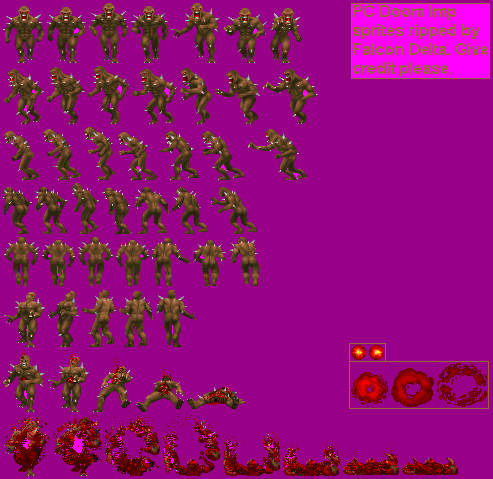 PC Doom Imp
sprites ripped by
Falcon Delta. Give
credit please